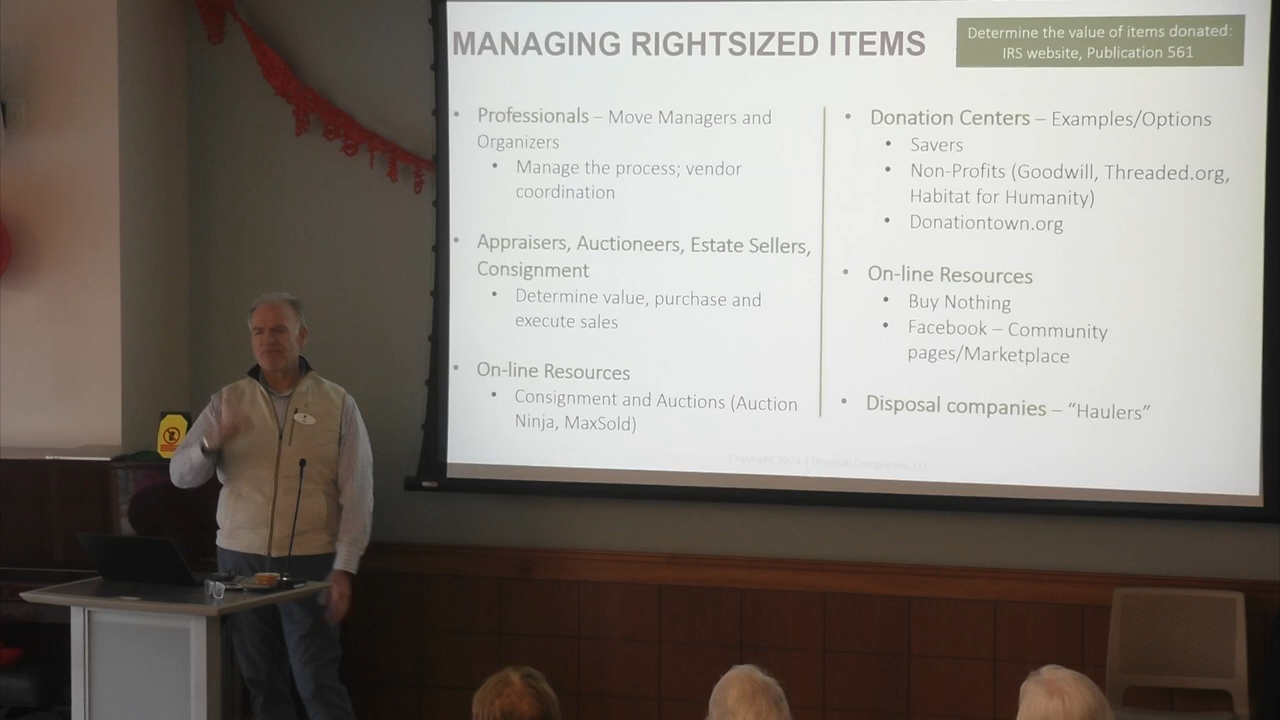 MANAGING RIGHTSIZED ITEMS
Determine the value of items donated:
IRS website, Publication 561
• Professionals – Move Managers and
Organizers
• Manage the process; vendor
coordination
• Appraisers, Auctioneers, Estate Sellers,
Consignment
• Determine value, purchase and
execute sales
• On-line Resources
• Consignment and Auctions (Auction
Ninja, MaxSold)
• Donation Centers – Examples/Options
• Savers
• Non-Profits (Goodwill, Threaded.org,
Habitat for Humanity)
• Donationtown.org
• On-line Resources
• Buy Nothing
• Facebook – Community
pages/Marketplace
• Disposal companies – “Haulers”